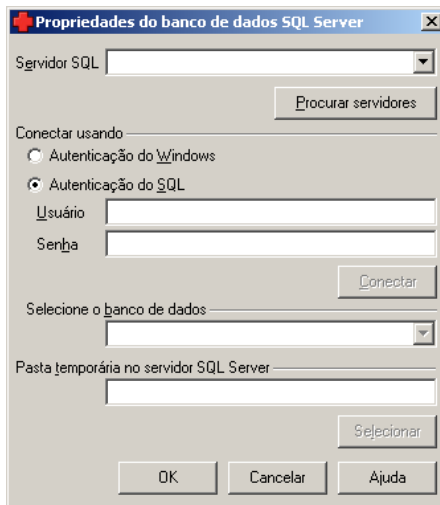 Propriedades do banco de dados SQL Server
Servidor SQL
Procurar servidores
Conectar usando
Autenticação do Windows
Autenticação do SQL
Usuário
Senha
Conectar
Selecione o banco de dados
Pasta temporária no servidor SQL Server
Selecionar
OK Cancelar Ajuda